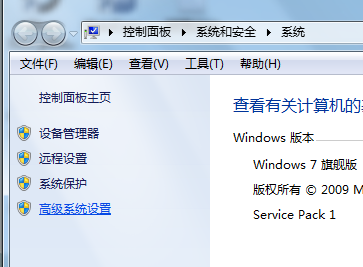 控制面板 系统和安全 系统
文件(F) 编辑(E) 查看(V) 工具(T) 帮助(H)
控制面板主页
设备管理器
远程设置
系统保护
高级系统设置
查看有关计算机的
Windows 版本
Windows 7 旗舰版
版权所有 © 2009 M
Service Pack 1